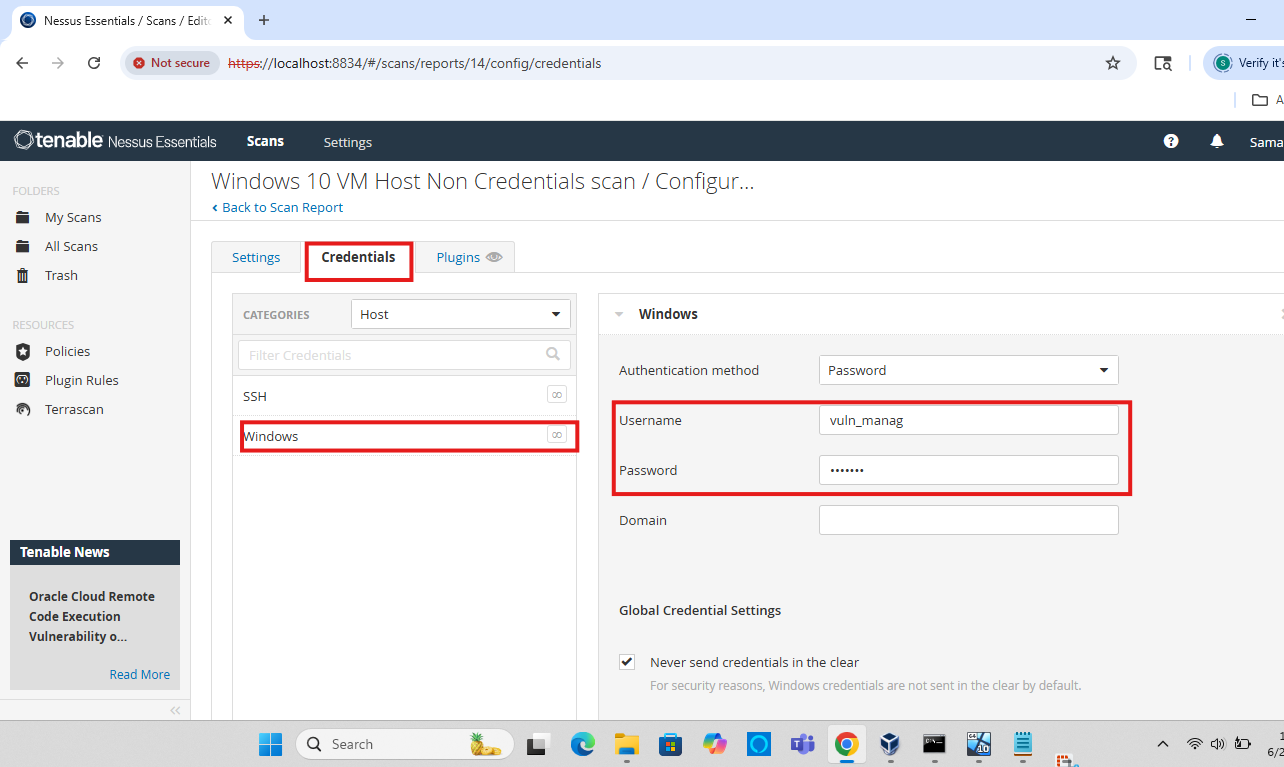 Nessus Essentials / Scans / Edito
Not secure
https://localhost:8834/#/scans/reports/14/config/credentials
Verify it's
A
tenable Nessus Essentials
Scans
Settings
Sama
FOLDERS
My Scans
All Scans
Trash
RESOURCES
Policies
Plugin Rules
Terrascan
Tenable News
Oracle Cloud Remote
Code Execution
Vulnerability o...
Read More
Windows 10 VM Host Non Credentials scan / Configur...
Back to Scan Report
Settings
Credentials
Plugins
CATEGORIES
Host
Filter Credentials
SSH
Windows
Windows
Authentication method
Password
Username
vuln_manag
Password
•••••••
Domain
Global Credential Settings
Never send credentials in the clear
For security reasons, Windows credentials are not sent in the clear by default.
Search
6/2